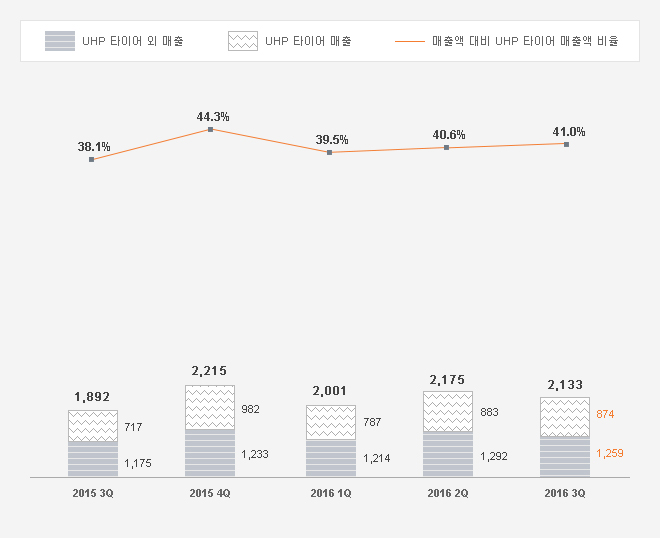 UHP 타이어 외 매출 UHP 타이어 매출 매출액 대비 UHP 타이어 매출액 비율
38.1% 44.3% 39.5% 40.6% 41.0%
1,892 2,215 2,001 2,175 2,133
717 982 787 883 874
1,175 1,233 1,214 1,292 1,259
2015 3Q 2015 4Q 2016 1Q 2016 2Q 2016 3Q